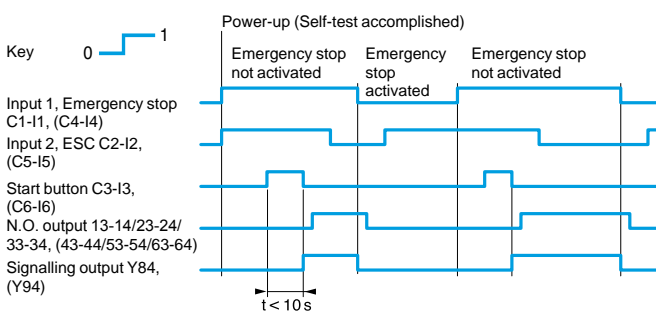 Power-up (Self-test accomplished)
Key
0
1
Emergency stop
not activated
Emergency
stop
activated
Emergency stop
not activated
Input 1, Emergency stop
C1-I1, (C4-I4)
Input 2, ESC C2-I2,
(C5-I5)
Start button C3-I3,
(C6-I6)
N.O. output 13-14/23-24/
33-34, (43-44/53-54/63-64)
Signalling output Y84,
(Y94)
t < 10 s